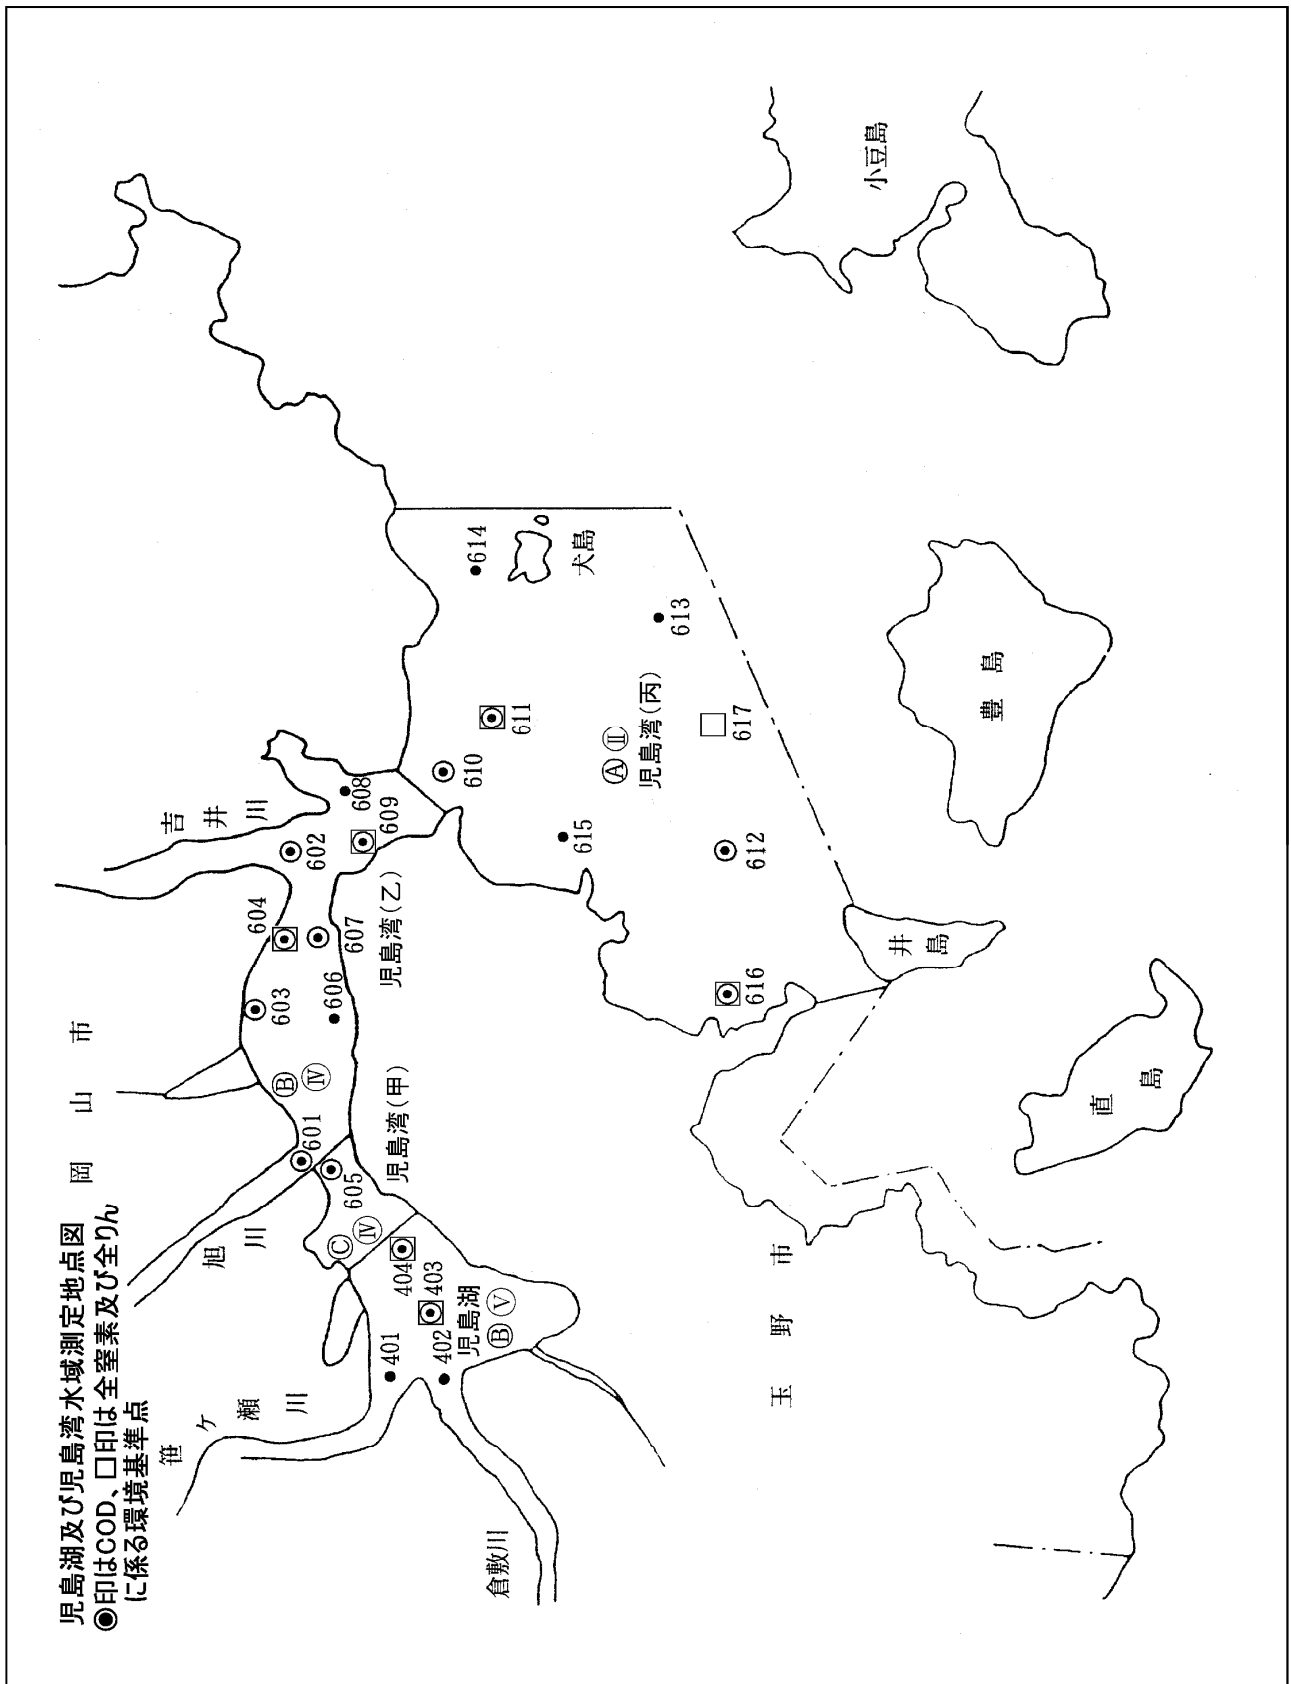 児島湖及び児島湾水域測定地点図
◉印はCOD、□印は全窒素及び全りん
に係る環境基準点
笹ヶ瀬川
倉敷川
旭川
岡山市
吉井川
401
402
403
404
児島湖
Ⓑ Ⓥ
Ⓒ Ⅳ
605
601
児島湾(甲)
Ⓑ Ⅳ
603
606
604
607
児島湾(乙)
602
609
608
610
611
614
犬島
615
Ⓐ Ⅱ
児島湾(丙)
613
617
612
616
玉野市
井島
直島
豊島
小豆島